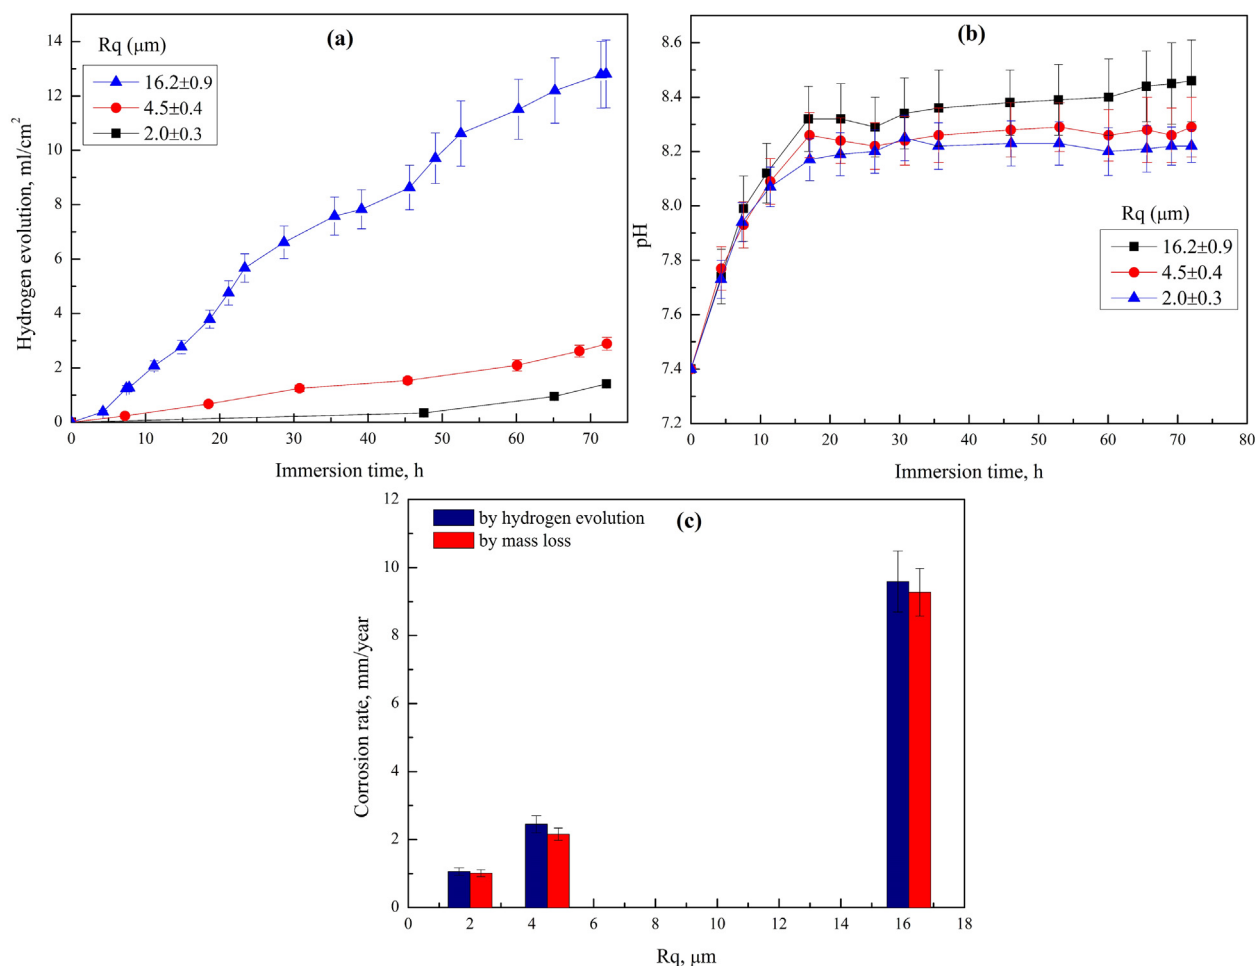 (a)
Rq (μm)
16.2±0.9
4.5±0.4
2.0±0.3
14
12
10
8
6
4
2
0
Hydrogen evolution, ml/cm²
0 10 20 30 40 50 60 70
Immersion time, h
(b)
8.6
8.4
8.2
8.0
7.8
7.6
7.4
7.2
pH
Rq (μm)
16.2±0.9
4.5±0.4
2.0±0.3
0 10 20 30 40 50 60 70 80
Immersion time, h
(c)
by hydrogen evolution
by mass loss
12
10
8
6
4
2
0
Corrosion rate, mm/year
0 2 4 6 8 10 12 14 16 18
Rq, μm